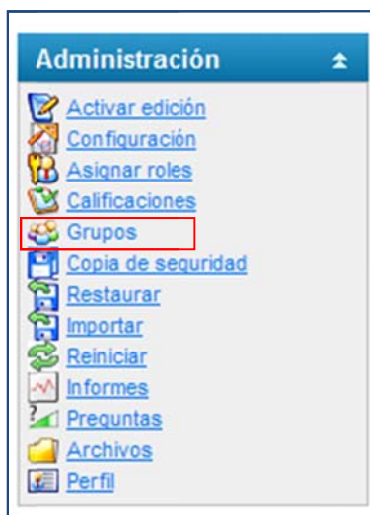 Administración
Activar edición
Configuración
Asignar roles
Calificaciones
Grupos
Copia de seguridad
Restaurar
Importar
Reiniciar
Informes
Preguntas
Archivos
Perfil